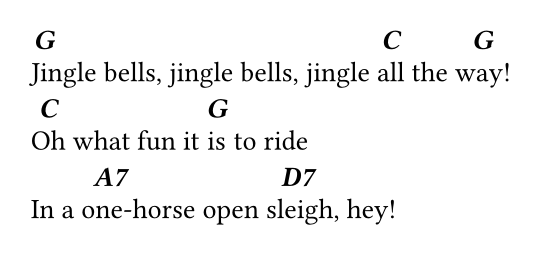 G C G
Jingle bells, jingle bells, jingle all the way!
C G
Oh what fun it is to ride
A7 D7
In a one-horse open sleigh, hey!